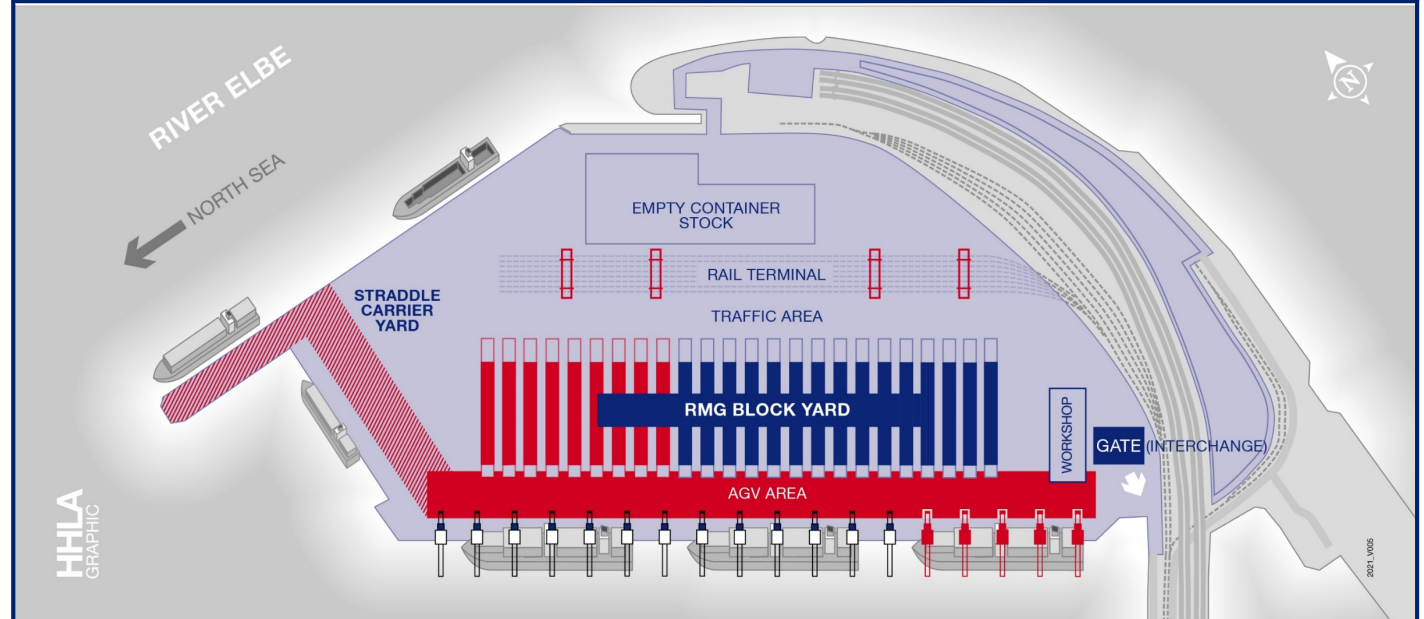 RIVER ELBE
NORTH SEA
N
EMPTY CONTAINER
STOCK
RAIL TERMINAL
STRADDLE
CARRIER
YARD
TRAFFIC AREA
RMG BLOCK YARD
WORKSHOP
GATE (INTERCHANGE)
AGV AREA
HHLA
GRAPHIC
2021_V005